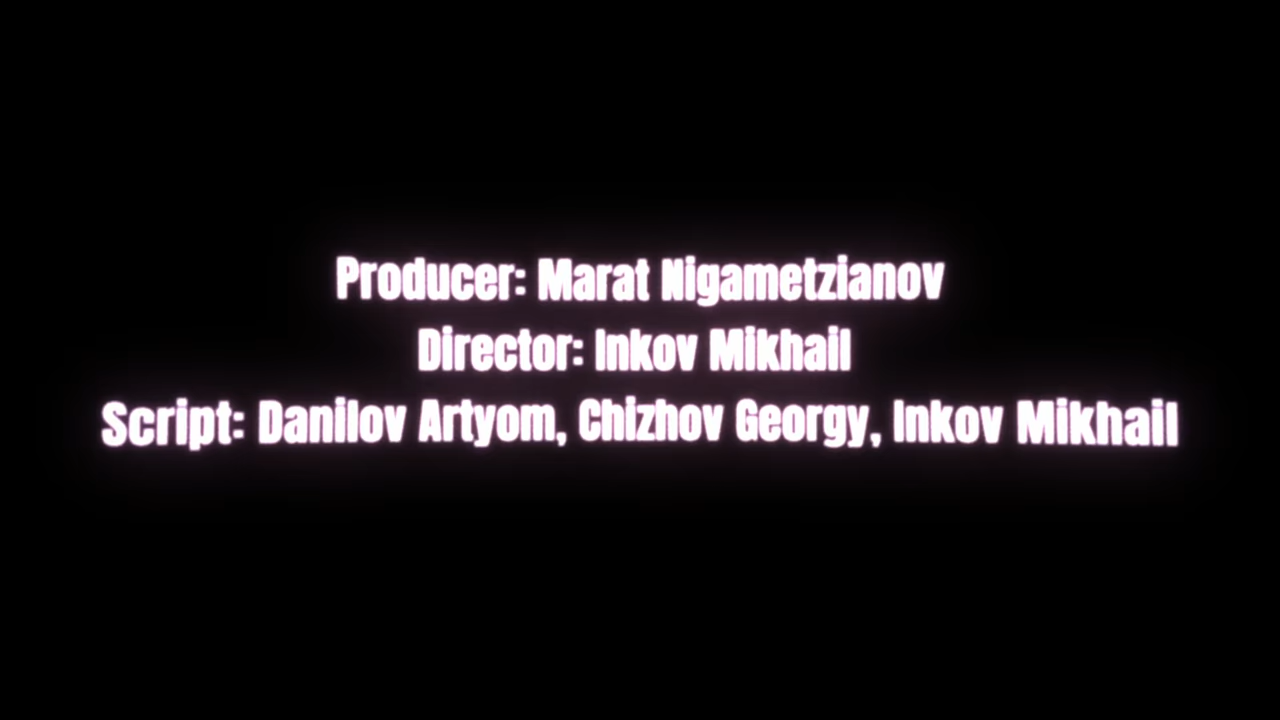 Producer: Marat Nigametzianov
Director: Inkov Mikhail
Script: Danilov Artyom, Chizhov Georgy, Inkov Mikhail